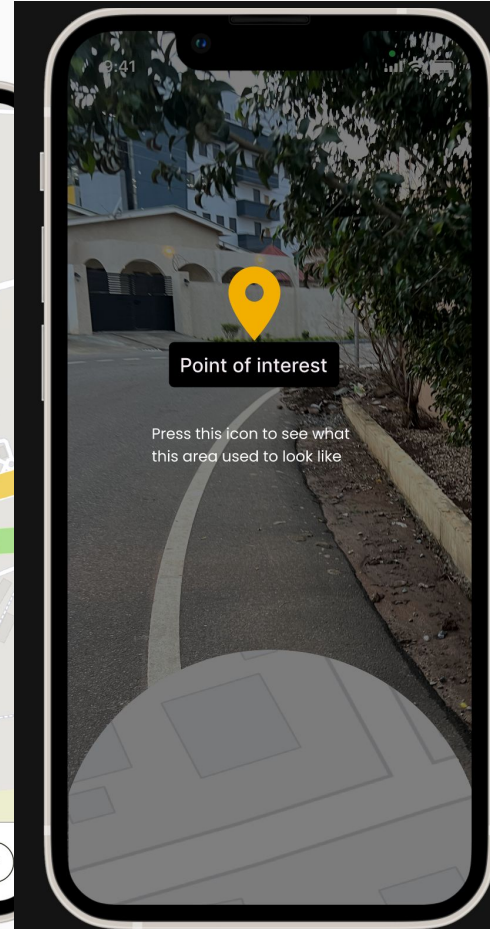 9:41
Point of interest
Press this icon to see what
this area used to look like